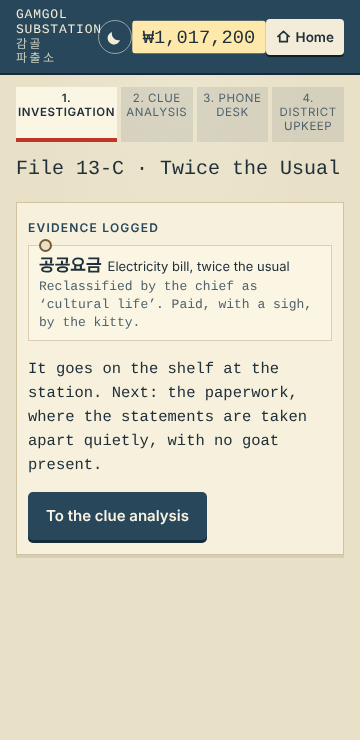 GAMGOL
SUBSTATION
감골
파출소
₩1,017,200
Home
1.
INVESTIGATION
2. CLUE
ANALYSIS
3. PHONE
DESK
4.
DISTRICT
UPKEEP
File 13-C · Twice the Usual
EVIDENCE LOGGED
공공요금 Electricity bill, twice the usual
Reclassified by the chief as
‘cultural life’. Paid, with a sigh,
by the kitty.
It goes on the shelf at the
station. Next: the paperwork,
where the statements are taken
apart quietly, with no goat
present.
To the clue analysis